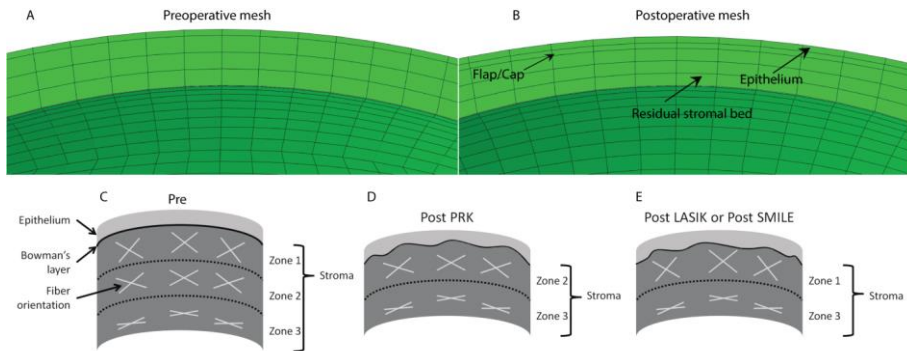 A
Preoperative mesh
B
Postoperative mesh
Flap/Cap
Epithelium
Residual stromal bed
C
Pre
Epithelium
Bowman's
layer
Fiber
orientation
Zone 1
Zone 2
Zone 3
Stroma
D
Post PRK
Zone 2
Zone 3
Stroma
E
Post LASIK or Post SMILE
Zone 1
Zone 3
Stroma